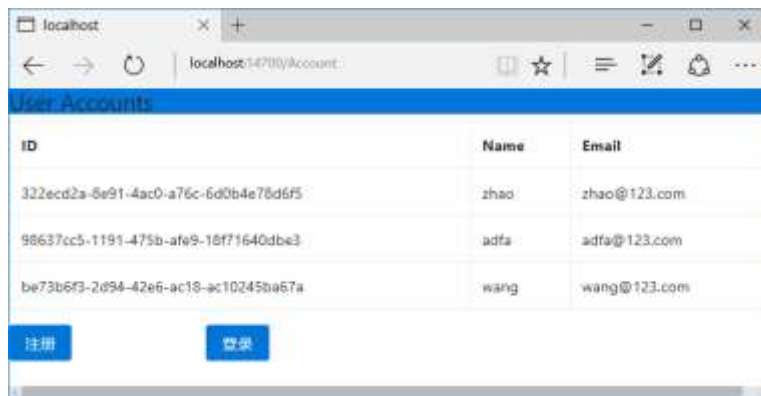 localhost
localhost:14700/Account
User Accounts
ID Name Email
322ecd2a-8e91-4ac0-a76c-6d0b4e78d6f5 zhao zhao@123.com
98637cc5-1191-475b-afe9-18f71640dbe3 adfa adfa@123.com
be73b6f3-2d94-42e6-ac18-ac10245ba67a wang wang@123.com
注册 登录